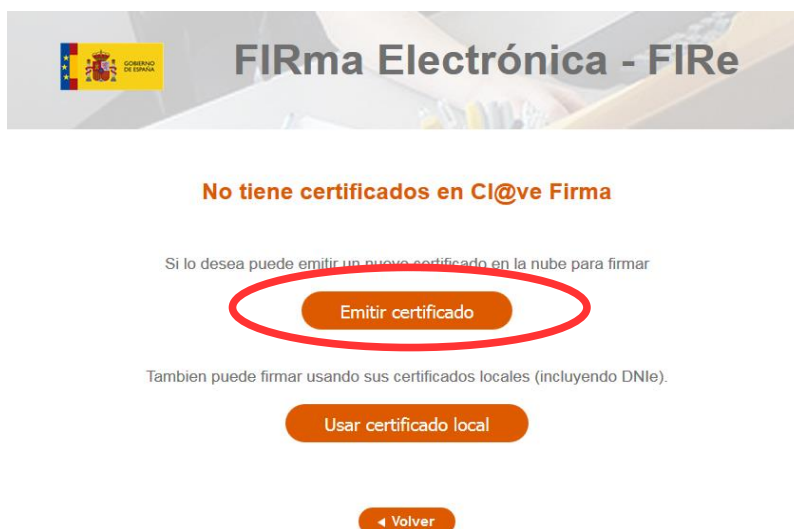 GOBIERNO
DE ESPAÑA
FIRma Electrónica - FIRe
No tiene certificados en Cl@ve Firma
Si lo desea puede emitir un nuevo certificado en la nube para firmar
Emitir certificado
Tambien puede firmar usando sus certificados locales (incluyendo DNIe).
Usar certificado local
Volver